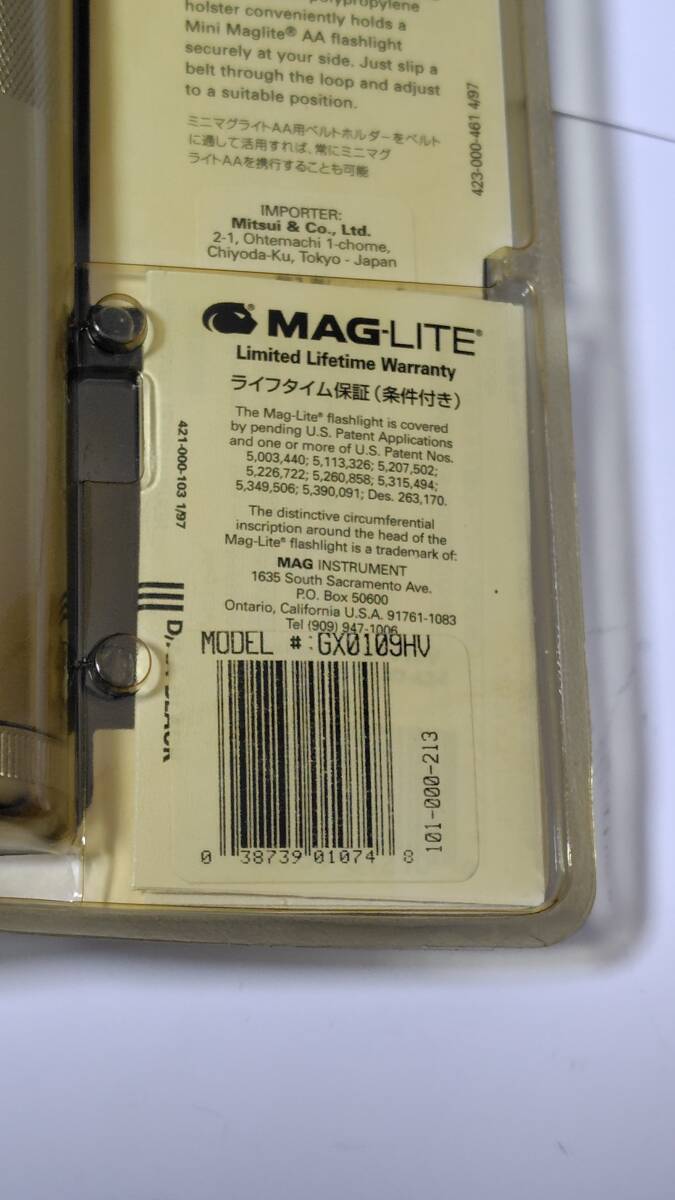 polypropylene
holster conveniently holds a
Mini Maglite® AA flashlight
securely at your side. Just slip a
belt through the loop and adjust
to a suitable position.
ミニマグライトAA用ベルトホルダーをベルト
に通して活用すれば、常にミニマグ
ライトAAを携行することも可能
423-000-461 4/97
IMPORTER:
Mitsui & Co., Ltd.
2-1, Ohtemachi 1-chome,
Chiyoda-Ku, Tokyo - Japan
MAG-LITE®
Limited Lifetime Warranty
ライフタイム保証(条件付き)
The Mag-Lite® flashlight is covered
by pending U.S. Patent Applications
and one or more of U.S. Patent Nos.
5,003,440; 5,113,326; 5,207,502;
5,226,722; 5,260,858; 5,315,494;
5,349,506; 5,390,091; Des. 263,170.
The distinctive circumferential
inscription around the head of the
Mag-Lite® flashlight is a trademark of:
MAG INSTRUMENT
1635 South Sacramento Ave.
P.O. Box 50600
Ontario, California U.S.A. 91761-1083
Tel (909) 947-1006
421-000-103 1/97
MODEL #:GX0109HV
101-000-213
0 38739 01074 8